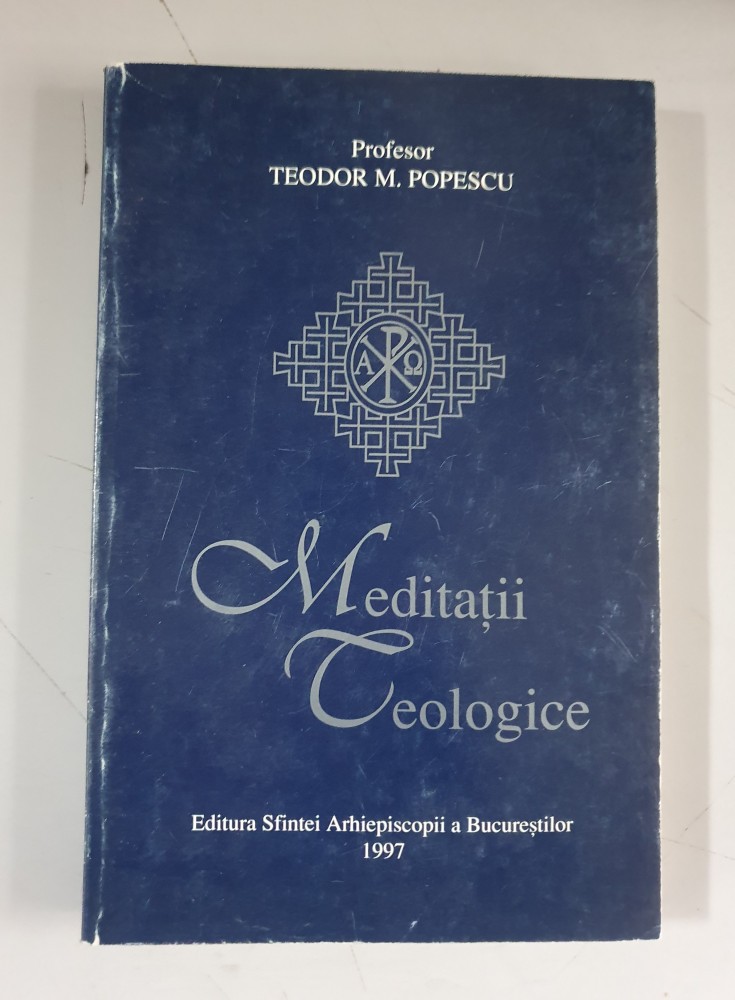 Profesor
TEODOR M. POPESCU
Α Ω
Meditații
Teologice
Editura Sfintei Arhiepiscopii a Bucureștilor
1997